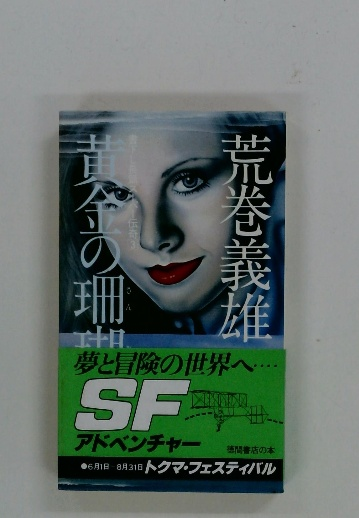 荒巻義雄
黄金の珊瑚
さん
夢と冒険の世界へ‥‥
SF
アドベンチャー
徳間書店の本
●6月1日―8月31日トクマ・フェスティバル